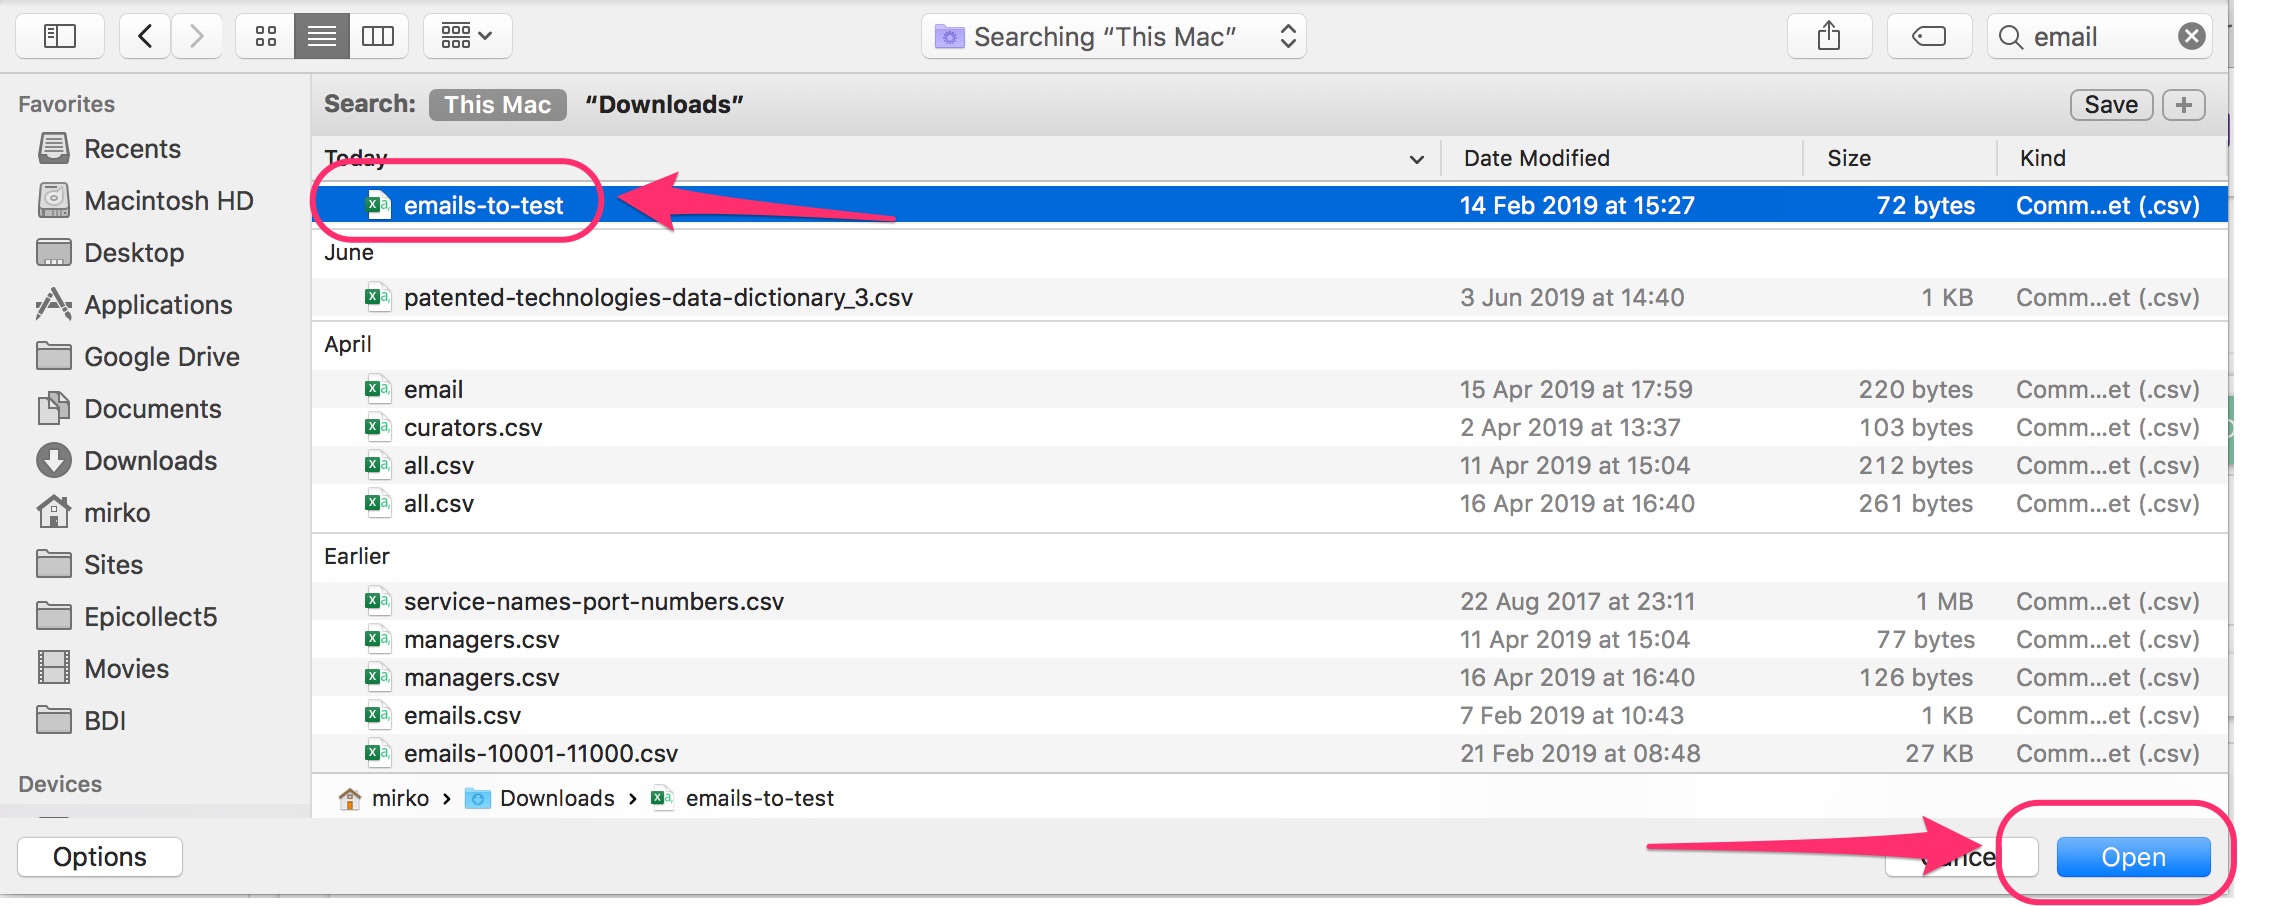 Searching “This Mac”
email
Favorites
Recents
Macintosh HD
Desktop
Applications
Google Drive
Documents
Downloads
mirko
Sites
Epicollect5
Movies
BDI
Devices
Search: This Mac “Downloads” Save +
Today Date Modified Size Kind
emails-to-test 14 Feb 2019 at 15:27 72 bytes Comm...et (.csv)
June
patented-technologies-data-dictionary_3.csv 3 Jun 2019 at 14:40 1 KB Comm...et (.csv)
April
email 15 Apr 2019 at 17:59 220 bytes Comm...et (.csv)
curators.csv 2 Apr 2019 at 13:37 103 bytes Comm...et (.csv)
all.csv 11 Apr 2019 at 15:04 212 bytes Comm...et (.csv)
all.csv 16 Apr 2019 at 16:40 261 bytes Comm...et (.csv)
Earlier
service-names-port-numbers.csv 22 Aug 2017 at 23:11 1 MB Comm...et (.csv)
managers.csv 11 Apr 2019 at 15:04 77 bytes Comm...et (.csv)
managers.csv 16 Apr 2019 at 16:40 126 bytes Comm...et (.csv)
emails.csv 7 Feb 2019 at 10:43 1 KB Comm...et (.csv)
emails-10001-11000.csv 21 Feb 2019 at 08:48 27 KB Comm...et (.csv)
mirko › Downloads › emails-to-test
Options Open